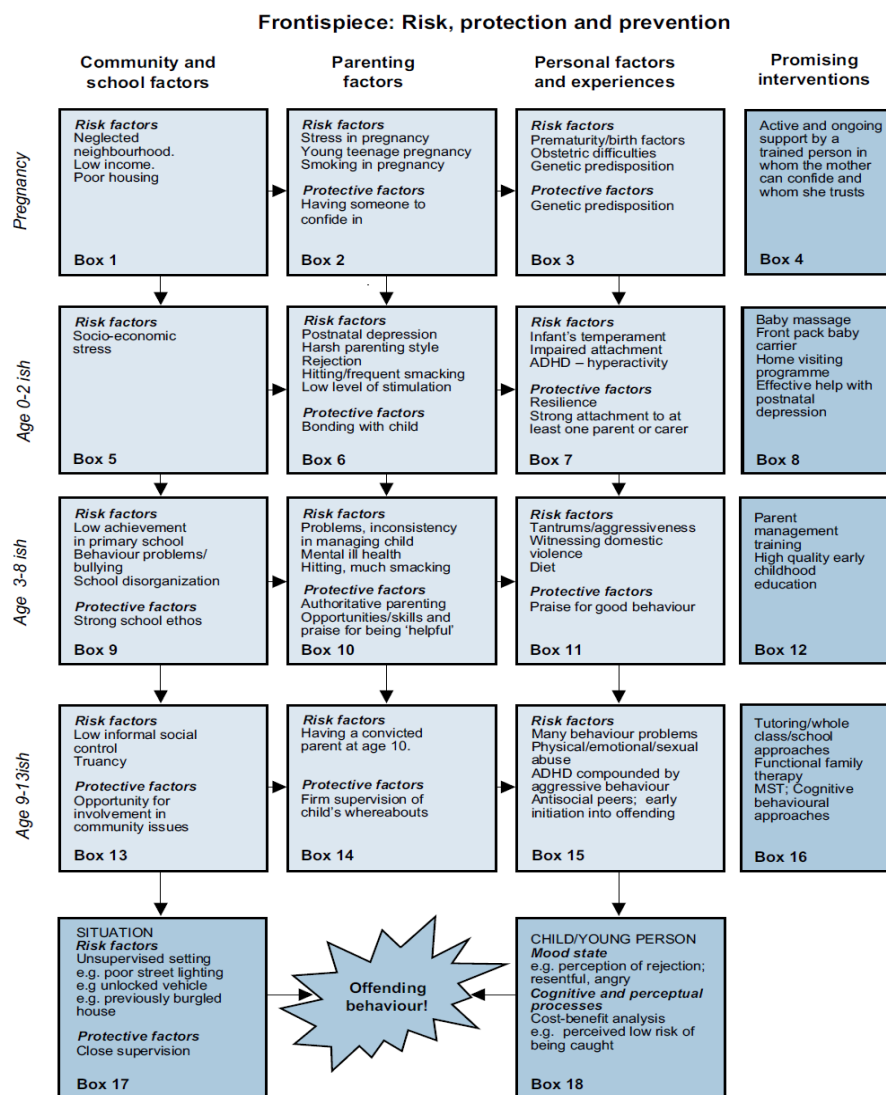 Frontispiece: Risk, protection and prevention
Community and
school factors
Parenting
factors
Personal factors
and experiences
Promising
interventions
Pregnancy
Risk factors
Neglected
neighbourhood.
Low income.
Poor housing
Box 1
Risk factors
Stress in pregnancy
Young teenage pregnancy
Smoking in pregnancy
Protective factors
Having someone to
confide in
Box 2
Risk factors
Prematurity/birth factors
Obstetric difficulties
Genetic predisposition
Protective factors
Genetic predisposition
Box 3
Active and ongoing
support by a
trained person in
whom the mother
can confide and
whom she trusts
Box 4
Age 0-2 ish
Risk factors
Socio-economic
stress
Box 5
Risk factors
Postnatal depression
Harsh parenting style
Rejection
Hitting/frequent smacking
Low level of stimulation
Protective factors
Bonding with child
Box 6
Risk factors
Infant's temperament
Impaired attachment
ADHD – hyperactivity
Protective factors
Resilience
Strong attachment to at
least one parent or carer
Box 7
Baby massage
Front pack baby
carrier
Home visiting
programme
Effective help with
postnatal
depression
Box 8
Age 3-8 ish
Risk factors
Low achievement
in primary school
Behaviour problems/
bullying
School disorganization
Protective factors
Strong school ethos
Box 9
Risk factors
Problems, inconsistency
in managing child
Mental ill health
Hitting, much smacking
Protective factors
Authoritative parenting
Opportunities/skills and
praise for being 'helpful'
Box 10
Risk factors
Tantrums/aggressiveness
Witnessing domestic
violence
Diet
Protective factors
Praise for good behaviour
Box 11
Parent
management
training
High quality early
childhood
education
Box 12
Age 9-13ish
Risk factors
Low informal social
control
Truancy
Protective factors
Opportunity for
involvement in
community issues
Box 13
Risk factors
Having a convicted
parent at age 10.
Protective factors
Firm supervision of
child's whereabouts
Box 14
Risk factors
Many behaviour problems
Physical/emotional/sexual
abuse
ADHD compounded by
aggressive behaviour
Antisocial peers; early
initiation into offending
Box 15
Tutoring/whole
class/school
approaches
Functional family
therapy
MST; Cognitive
behavioural
approaches
Box 16
SITUATION
Risk factors
Unsupervised setting
e.g. poor street lighting
e.g unlocked vehicle
e.g. previously burgled
house
Protective factors
Close supervision
Box 17
Offending
behaviour!
CHILD/YOUNG PERSON
Mood state
e.g. perception of rejection;
resentful, angry
Cognitive and perceptual
processes
Cost-benefit analysis
e.g. perceived low risk of
being caught
Box 18